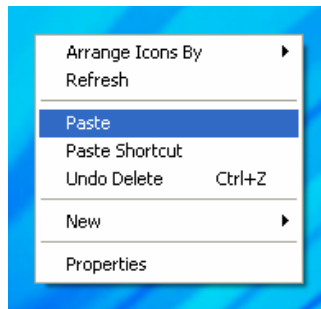 Arrange Icons By
Refresh
Paste
Paste Shortcut
Undo Delete Ctrl+Z
New
Properties